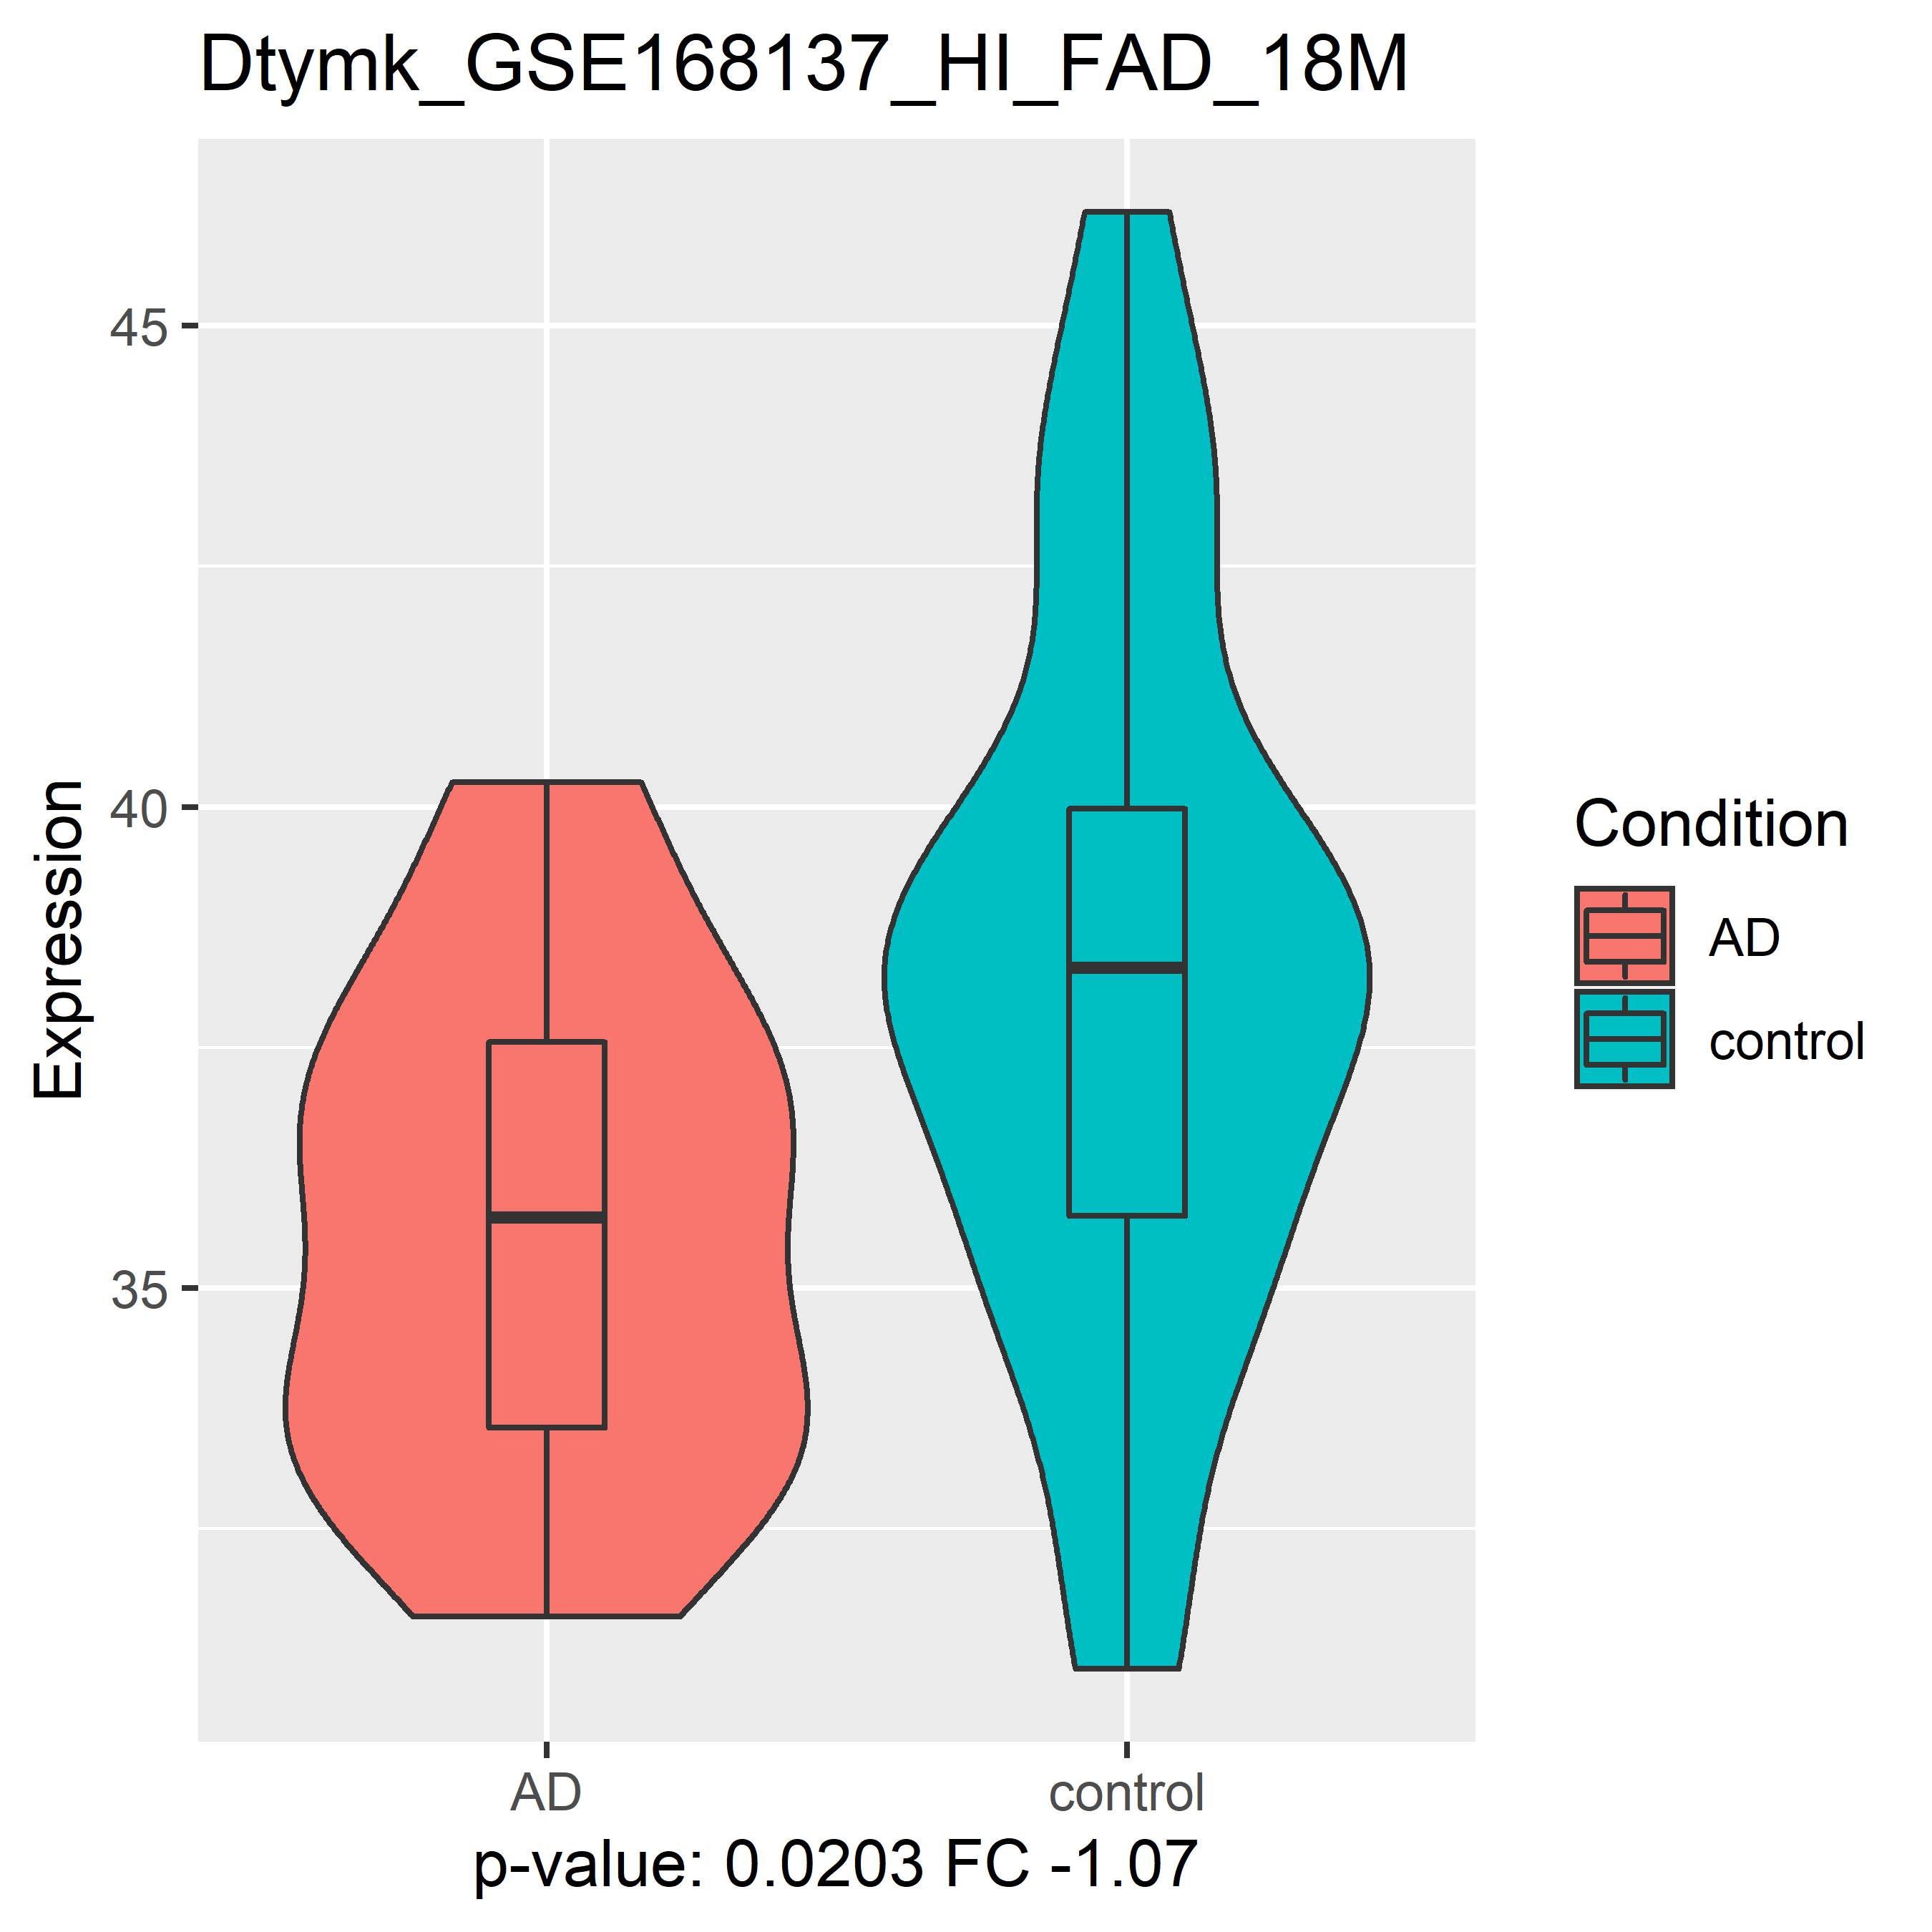 Dtymk_GSE168137_HI_FAD_18M
Expression
45
40
35
AD
control
p-value: 0.0203 FC -1.07
Condition
AD
control